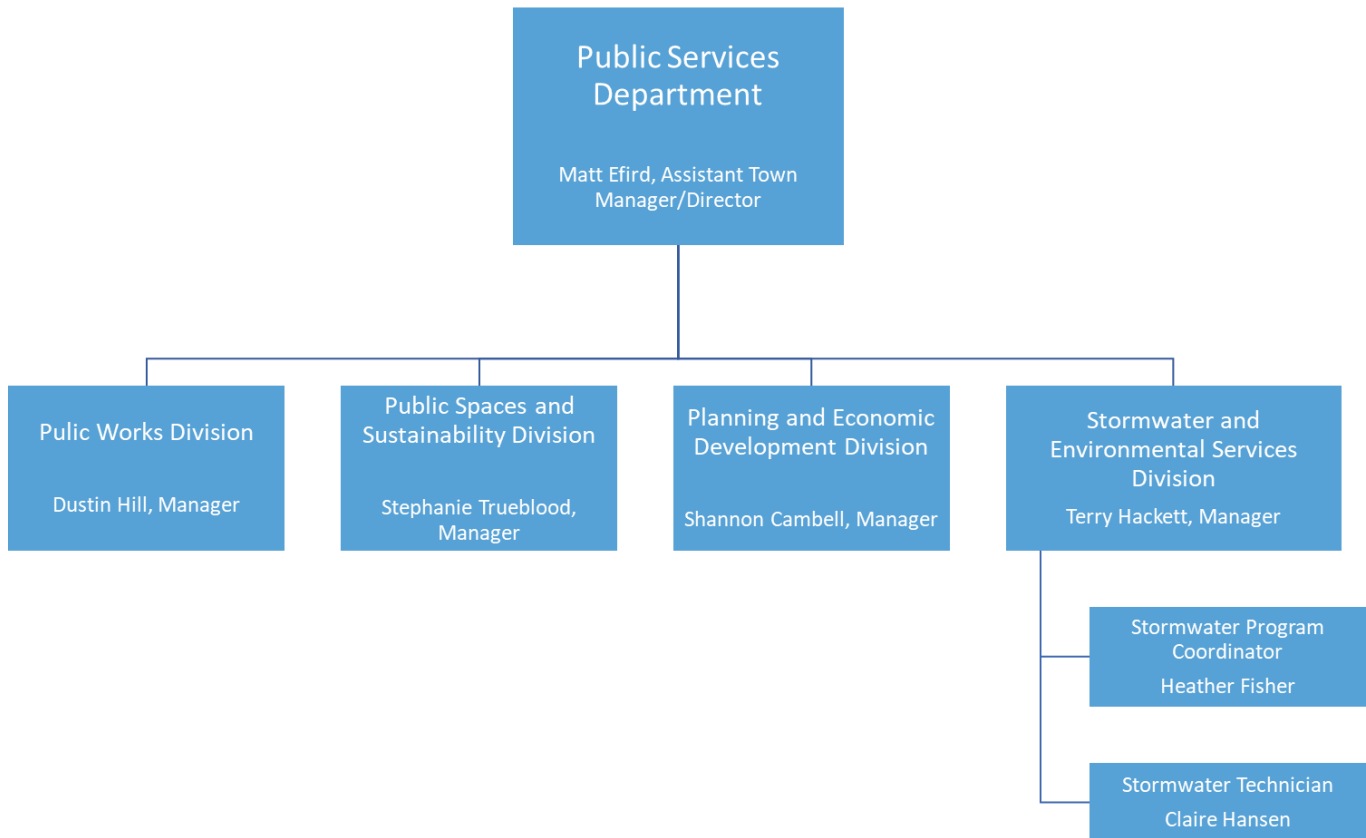 Public Services
Department
Matt Efird, Assistant Town
Manager/Director
Pulic Works Division
Dustin Hill, Manager
Public Spaces and
Sustainability Division
Stephanie Trueblood,
Manager
Planning and Economic
Development Division
Shannon Cambell, Manager
Stormwater and
Environmental Services
Division
Terry Hackett, Manager
Stormwater Program
Coordinator
Heather Fisher
Stormwater Technician
Claire Hansen